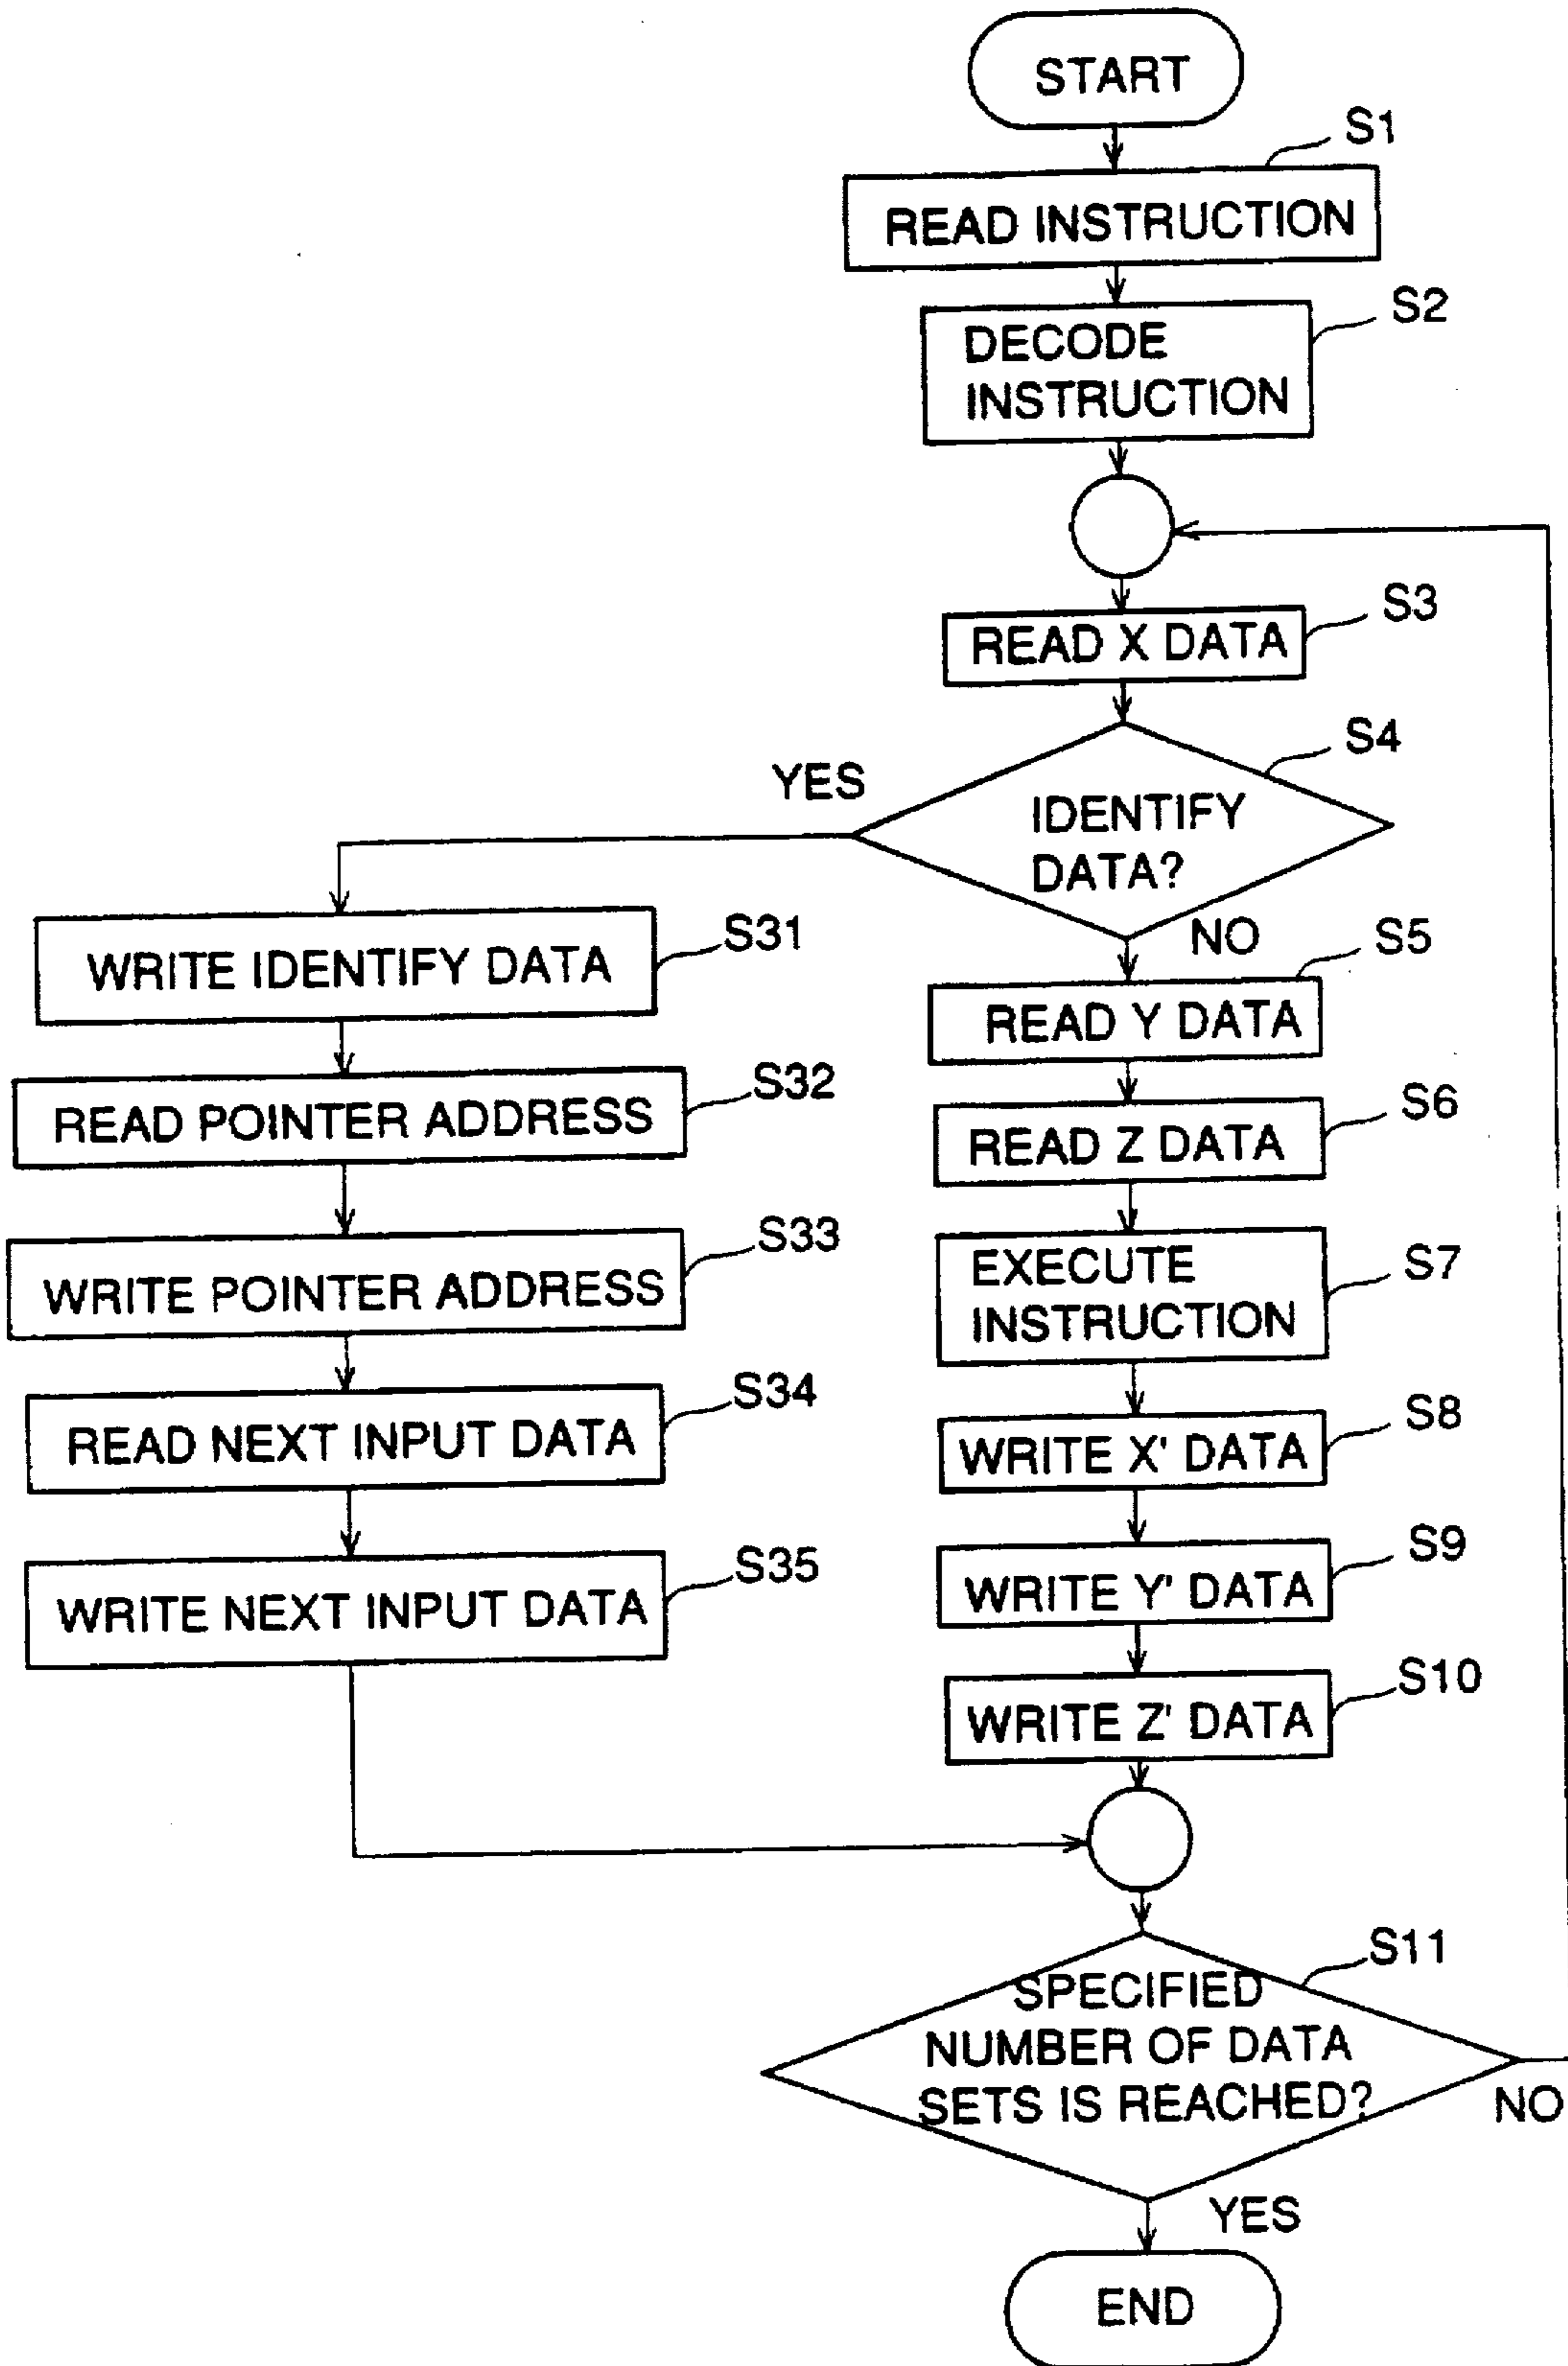 START
S1
READ INSTRUCTION
S2
DECODE
INSTRUCTION
S3
READ X DATA
S4
YES
IDENTIFY
DATA?
NO
S31
WRITE IDENTIFY DATA
S5
READ Y DATA
S32
READ POINTER ADDRESS
S6
READ Z DATA
S33
WRITE POINTER ADDRESS
S7
EXECUTE
INSTRUCTION
S34
READ NEXT INPUT DATA
S8
WRITE X' DATA
S35
WRITE NEXT INPUT DATA
S9
WRITE Y' DATA
S10
WRITE Z' DATA
S11
SPECIFIED
NUMBER OF DATA
SETS IS REACHED?
NO
YES
END